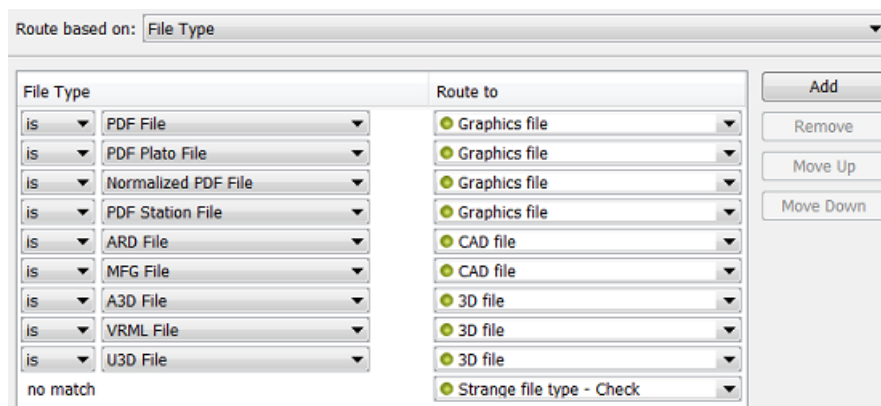 Route based on: File Type
File Type Route to Add
is PDF File Graphics file Remove
is PDF Plato File Graphics file Move Up
is Normalized PDF File Graphics file Move Down
is PDF Station File Graphics file
is ARD File CAD file
is MFG File CAD file
is A3D File 3D file
is VRML File 3D file
is U3D File 3D file
no match Strange file type - Check